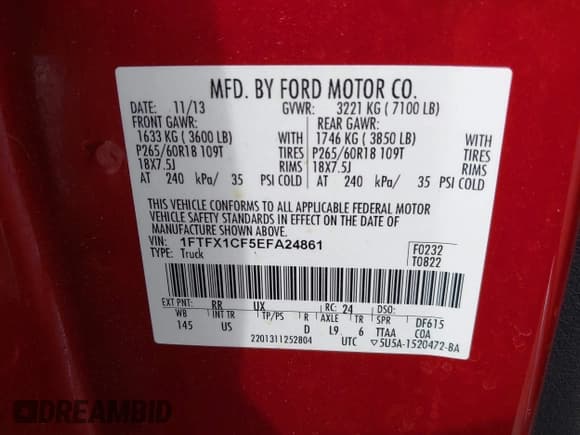 MFD. BY FORD MOTOR CO.
DATE: 11/13 GVWR: 3221 KG ( 7100 LB)
FRONT GAWR: REAR GAWR:
1633 KG ( 3600 LB) WITH 1746 KG ( 3850 LB) WITH
P265/60R18 109T TIRES P265/60R18 109T TIRES
18X7.5J RIMS 18X7.5J RIMS
AT 240 kPa/ 35 PSI COLD AT 240 kPa/ 35 PSI COLD
THIS VEHICLE CONFORMS TO ALL APPLICABLE FEDERAL MOTOR
VEHICLE SAFETY STANDARDS IN EFFECT ON THE DATE OF
MANUFACTURE SHOWN ABOVE.
VIN: 1FTFX1CF5EFA24861
TYPE: Truck
F0232
T0822
EXT PNT: RR UX RC: 24 DSO:
WB INT TR TP/PS R AXLE TR SPR DF615
145 US D L9 6 TTAA COA
2201311252804 UTC ▽5U5A-1520472-BA
DREAMBID